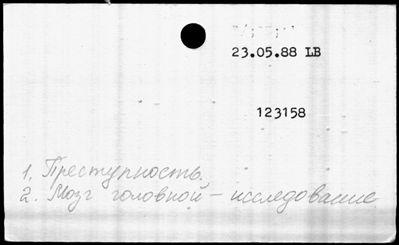 23.05.88 LB
123158
1. Преступность.
2. Мозг головной - исследование